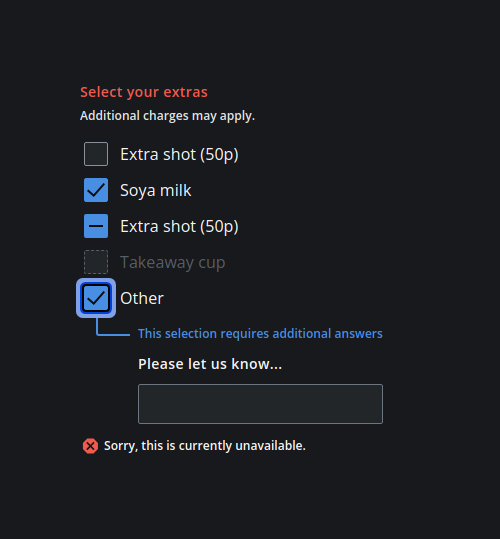 Select your extras
Additional charges may apply.
Extra shot (50p)
Soya milk
Extra shot (50p)
Takeaway cup
Other
This selection requires additional answers
Please let us know...
Sorry, this is currently unavailable.